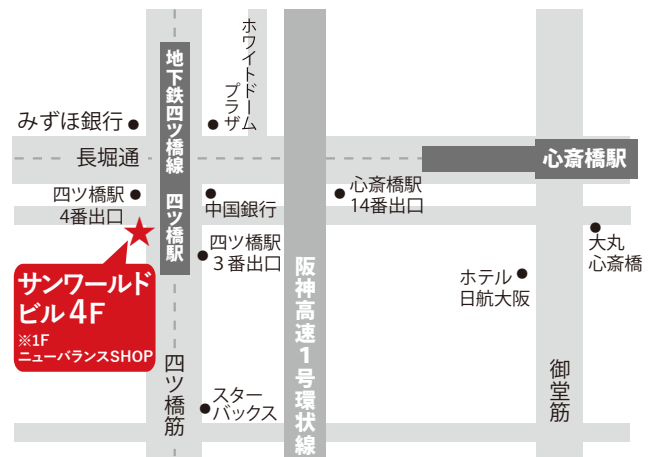 ホワイトドーム
プラザ
地下鉄四ツ橋線 四ツ橋駅
みずほ銀行
長堀通
心斎橋駅
四ツ橋駅
4番出口
中国銀行
心斎橋駅
14番出口
四ツ橋駅
3番出口
大丸
心斎橋
ホテル
日航大阪
阪神高速1号環状線
サンワールド
ビル4F
※1F
ニューバランスSHOP
四ツ橋筋
スター
バックス
御堂筋